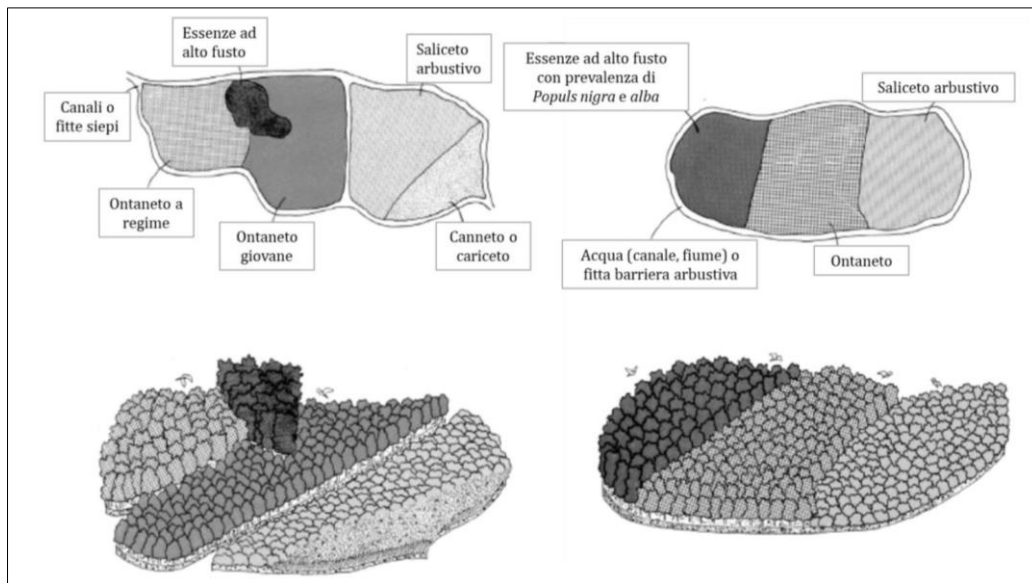 Essenze ad
alto fusto
Saliceto
arbustivo
Canali o
fitte siepi
Ontaneto a
regime
Ontaneto
giovane
Canneto o
cariceto
Essenze ad alto fusto
con prevalenza di
Populs nigra e alba
Saliceto arbustivo
Acqua (canale, fiume) o
fitta barriera arbustiva
Ontaneto